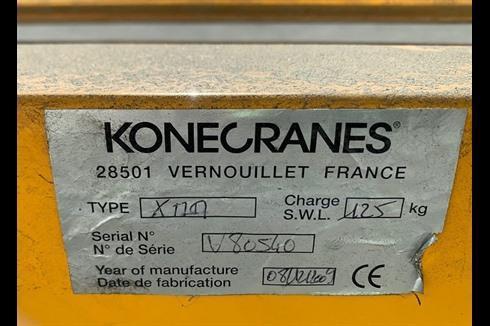 KONECRANES®
28501 VERNOUILLET FRANCE
TYPE Charge S.W.L. 125 kg
Serial N° N° de Série V80540
Year of manufacture
Date de fabrication CE